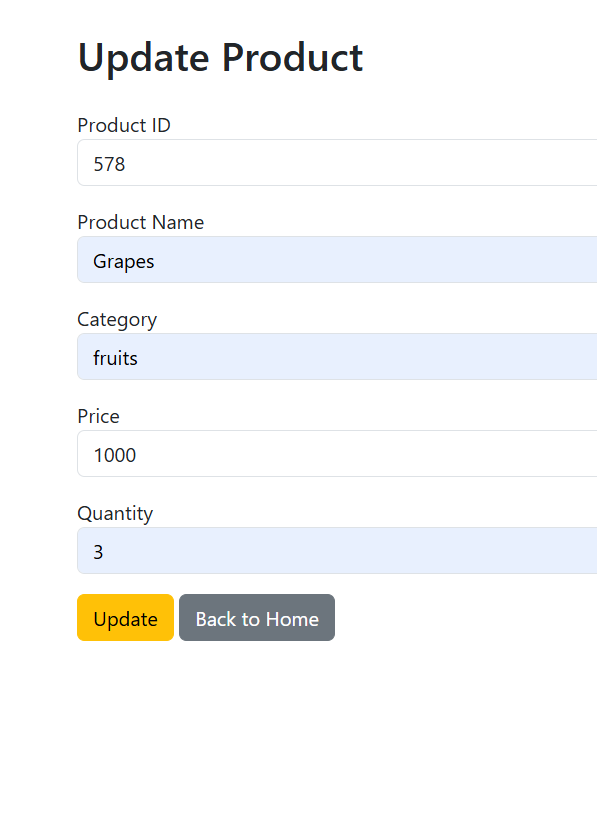 Update Product
Product ID
578
Product Name
Grapes
Category
fruits
Price
1000
Quantity
3
Update Back to Home